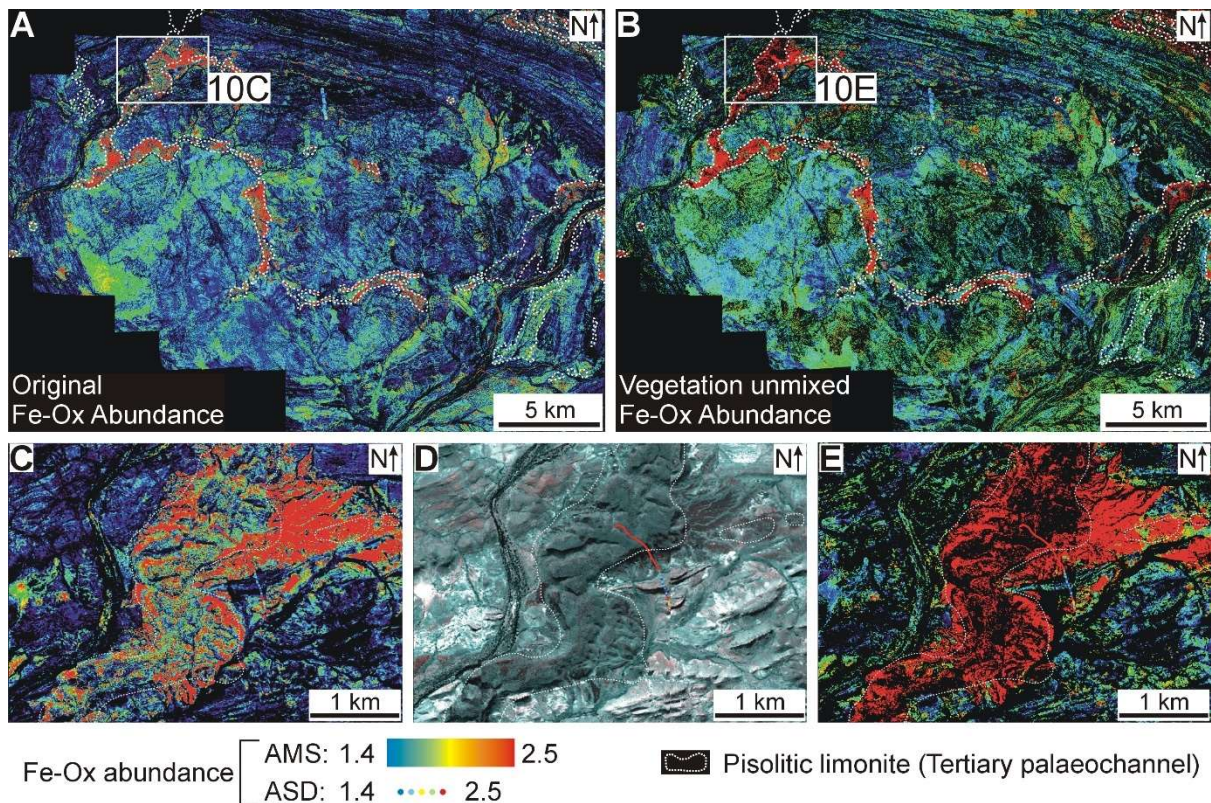 A
N↑
10C
Original
Fe-Ox Abundance
5 km
B
N↑
10E
Vegetation unmixed
Fe-Ox Abundance
5 km
C
N↑
1 km
D
N↑
1 km
E
N↑
1 km
Fe-Ox abundance
AMS: 1.4 2.5
ASD: 1.4 2.5
Pisolitic limonite (Tertiary palaeochannel)